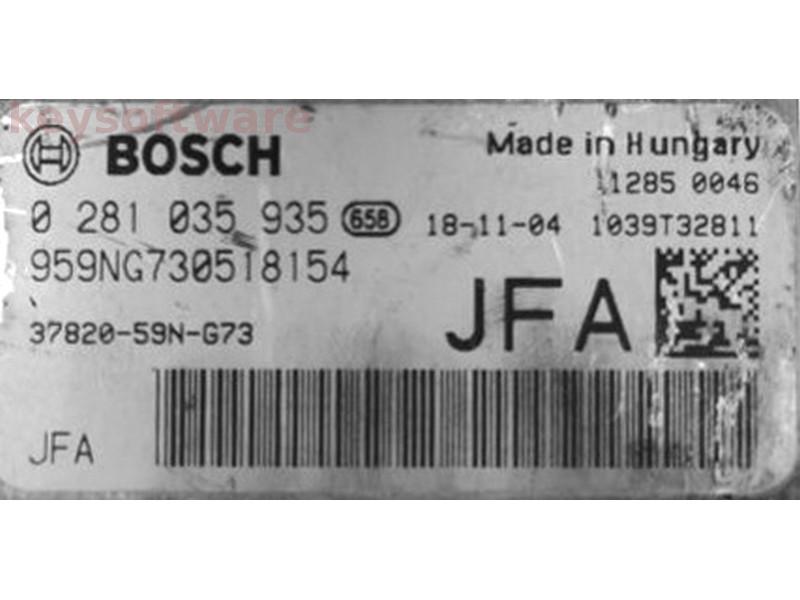 keysoftware
BOSCH
Made in Hungary
11285 0046
0 281 035 935 658 18-11-04 1039T32811
959NG730518154
37820-59N-G73
JFA
JFA